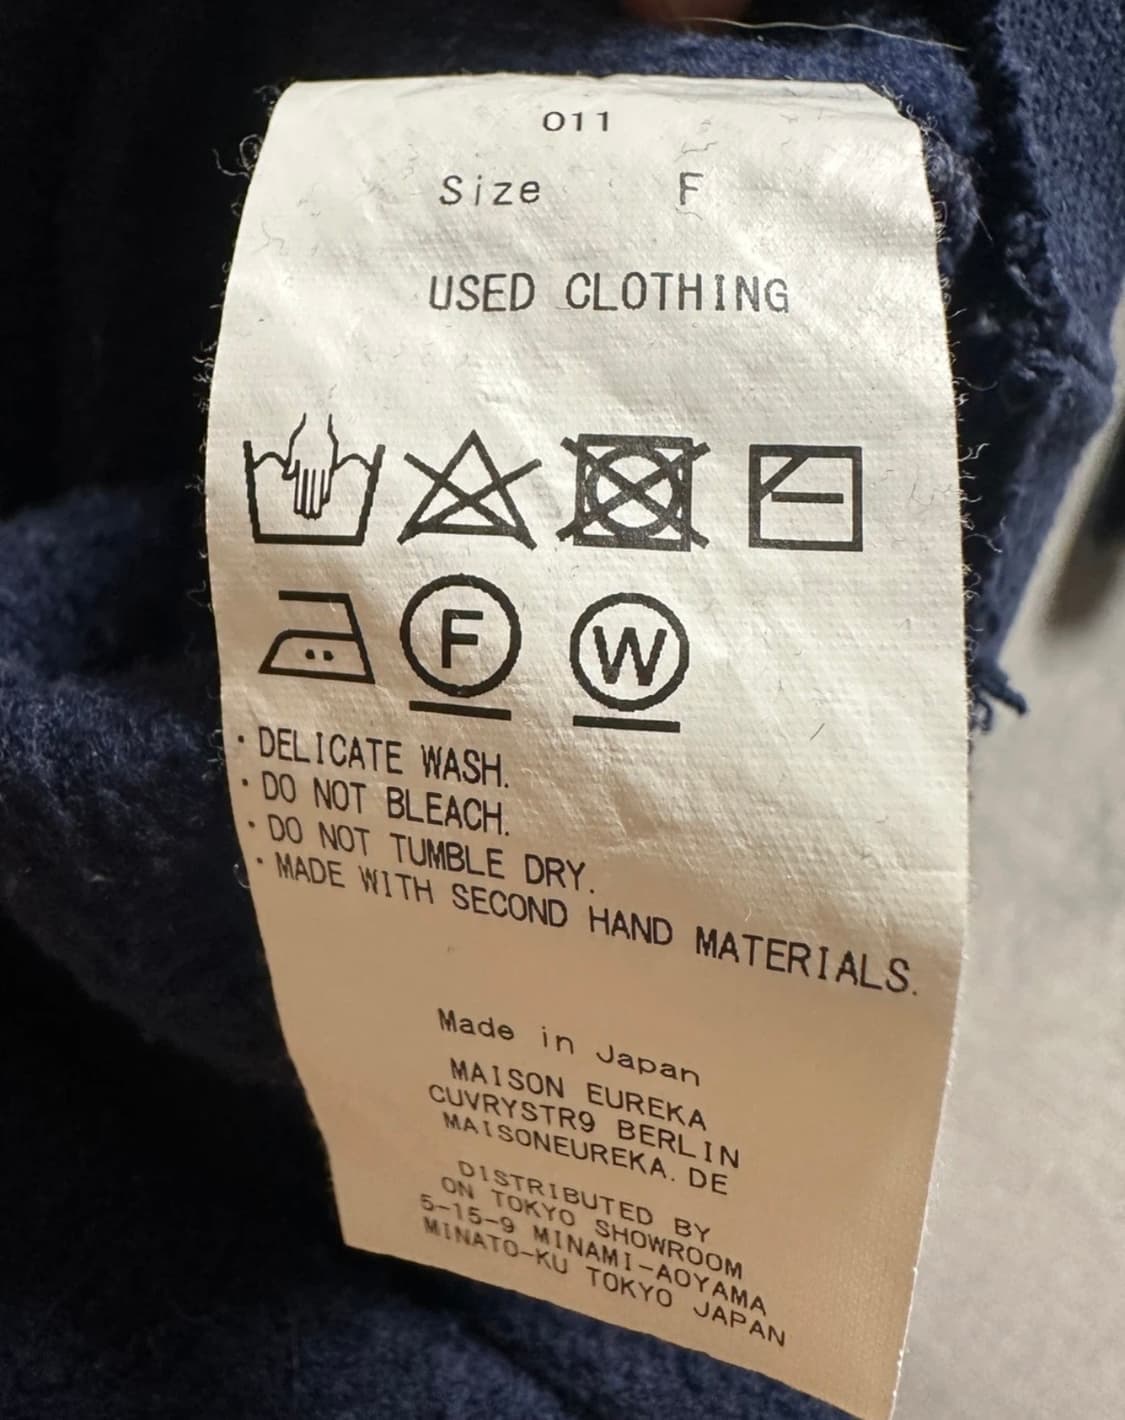 011
Size F
USED CLOTHING
F W
· DELICATE WASH.
· DO NOT BLEACH.
· DO NOT TUMBLE DRY.
· MADE WITH SECOND HAND MATERIALS.
Made in Japan
MAISON EUREKA
CUVRYSTR9 BERLIN
MAISONEUREKA.DE
DISTRIBUTED BY
ON TOKYO SHOWROOM
5-15-9 MINAMI-AOYAMA
MINATO-KU TOKYO JAPAN